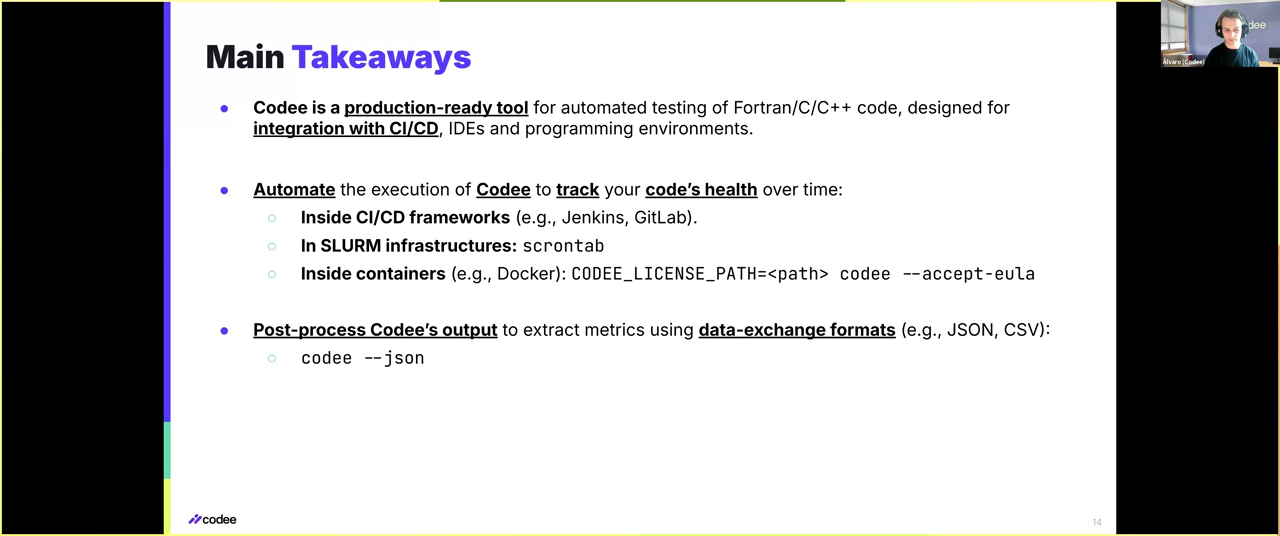 Main Takeaways
● Codee is a production-ready tool for automated testing of Fortran/C/C++ code, designed for
integration with CI/CD, IDEs and programming environments.
● Automate the execution of Codee to track your code’s health over time:
○ Inside CI/CD frameworks (e.g., Jenkins, GitLab).
○ In SLURM infrastructures: scrontab
○ Inside containers (e.g., Docker): CODEE_LICENSE_PATH=<path> codee --accept-eula
● Post-process Codee’s output to extract metrics using data-exchange formats (e.g., JSON, CSV):
○ codee --json
codee
14
dee
Álvaro (Codee)